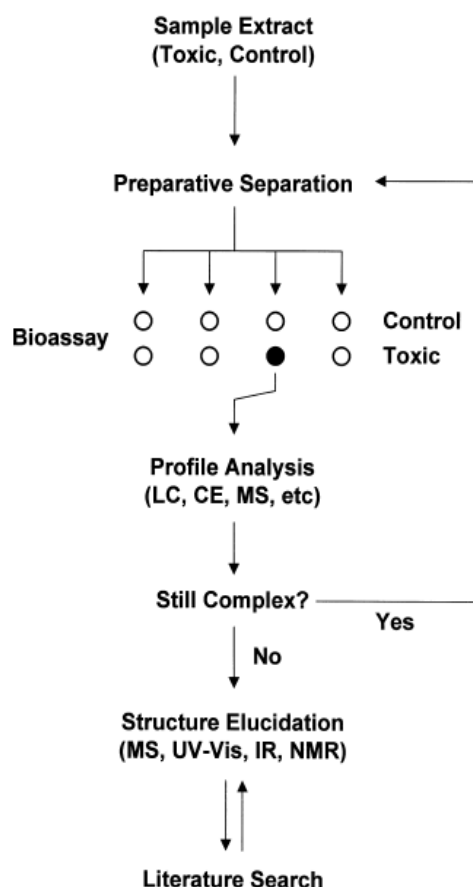 Sample Extract
(Toxic, Control)
Preparative Separation
Bioassay
Control
Toxic
Profile Analysis
(LC, CE, MS, etc)
Still Complex?
Yes
No
Structure Elucidation
(MS, UV-Vis, IR, NMR)
Literature Search